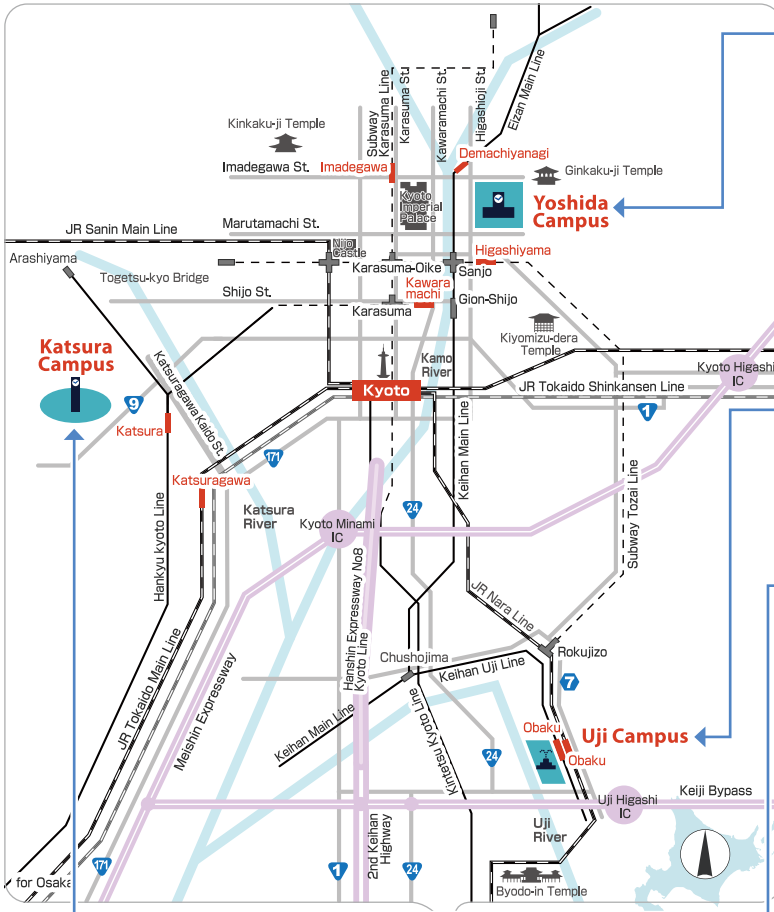 Subway
Karasuma Line
Karasuma St.
Kawaramachi St.
Higashioji St.
Eizan Main Line
Kinkaku-ji Temple
Imadegawa St.
Imadegawa
Demachiyanagi
Ginkaku-ji Temple
Kyoto
Imperial
Palace
Yoshida
Campus
Marutamachi St.
JR Sanin Main Line
Nijo
Castle
Higashiyama
Arashiyama
Togetsu-kyo Bridge
Karasuma-Oike
Sanjo
Shijo St.
Kawara
machi
Karasuma
Gion-Shijo
Kiyomizu-dera
Temple
Katsura
Campus
Katsuragawa Kaido St.
Kamo
River
Kyoto Higashi
IC
Kyoto
JR Tokaido Shinkansen Line
9
1
Katsura
171
Katsuragawa
Keihan Main Line
Subway Tozai Line
24
Katsura
River
Kyoto Minami
IC
Hankyu kyoto Line
Hanshin Expressway No8
Kyoto Line
JR Nara Line
JR Tokaido Main Line
Meishin Expressway
Chushojima
Keihan Uji Line
Rokujizo
7
Keihan Main Line
Kintetsu Kyoto Line
24
Obaku
Uji Campus
Obaku
Uji Higashi
IC
Keiji Bypass
Uji
River
for Osaka
171
1
2nd Keihan
Highway
24
Byodo-in Temple